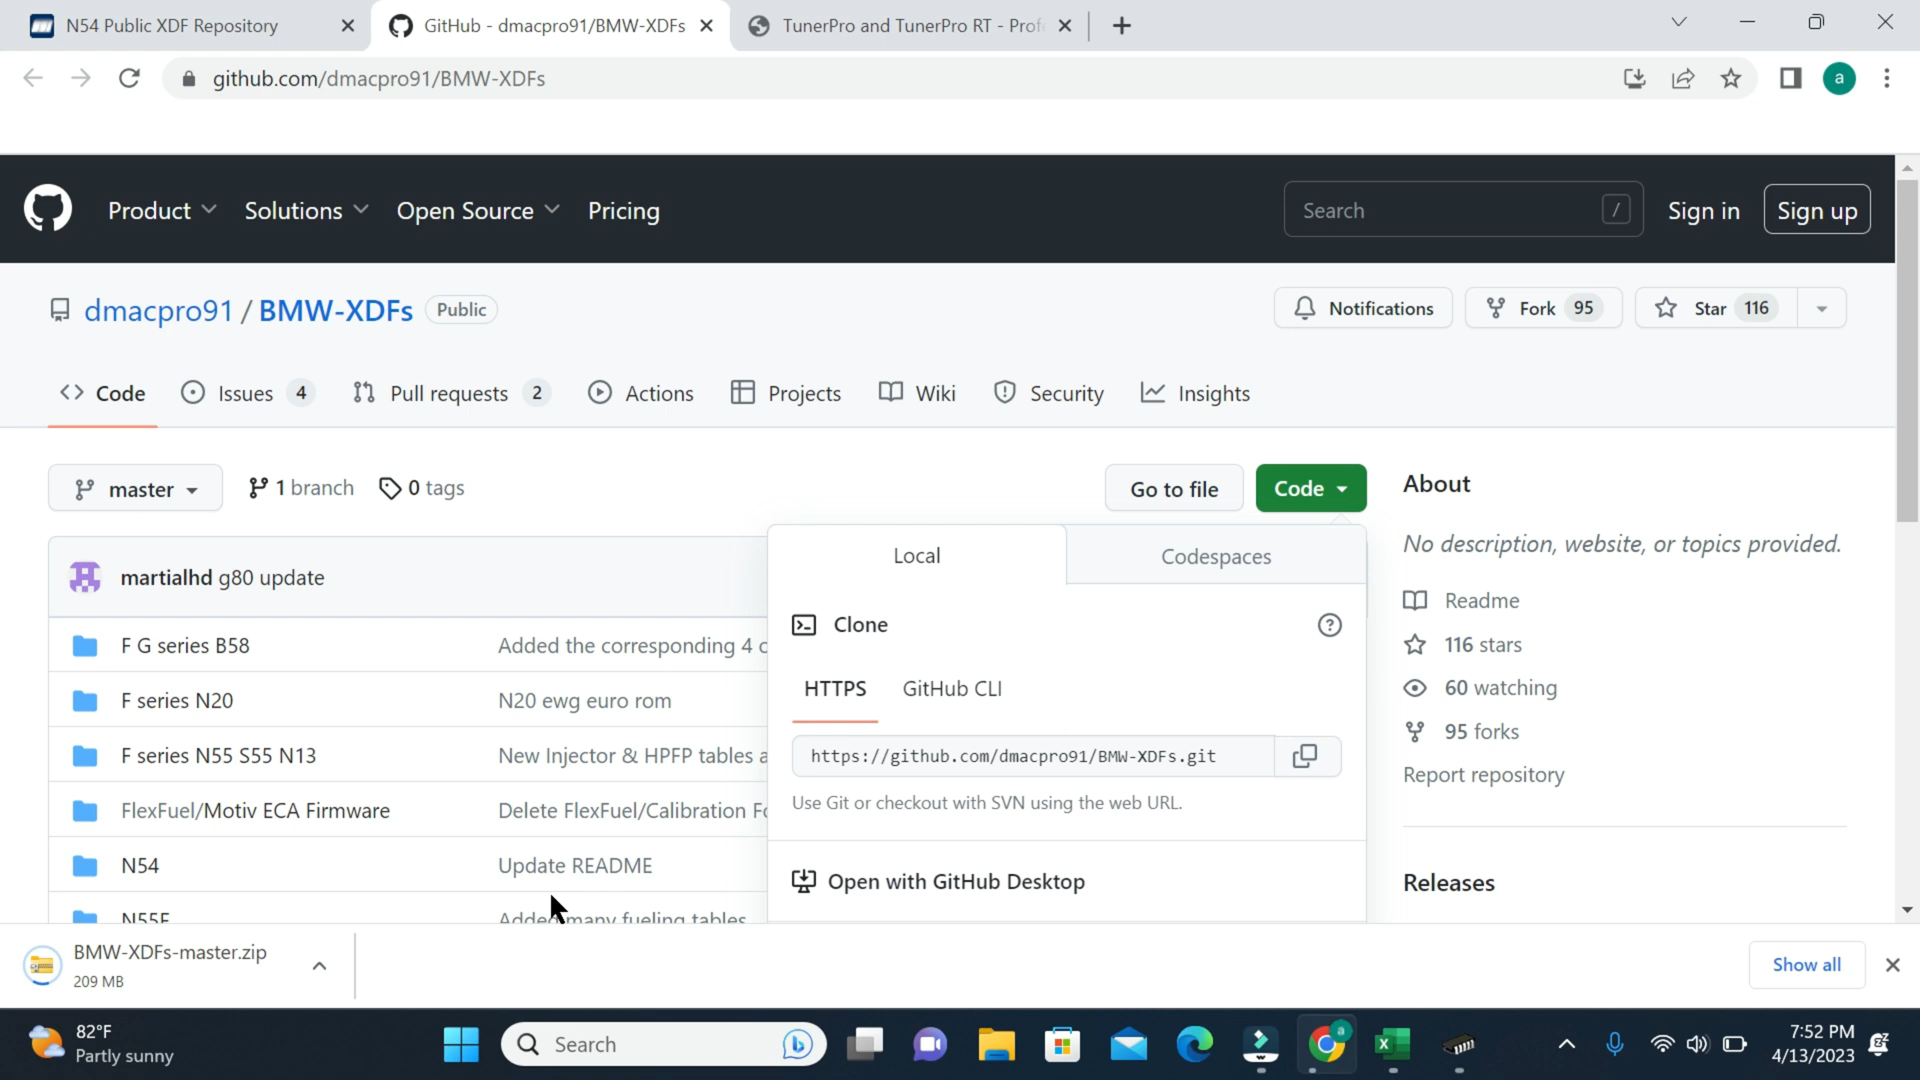 N54 Public XDF Repository
GitHub - dmacpro91/BMW-XDFs
TunerPro and TunerPro RT - Prof
github.com/dmacpro91/BMW-XDFs
a
Product
Solutions
Open Source
Pricing
Search /
Sign in
Sign up
dmacpro91 / BMW-XDFs Public
Notifications
Fork 95
Star 116
Code
Issues 4
Pull requests 2
Actions
Projects
Wiki
Security
Insights
master
1 branch
0 tags
Go to file
Code
martialhd g80 update
F G series B58 Added the corresponding 4 c
F series N20 N20 ewg euro rom
F series N55 S55 N13 New Injector & HPFP tables a
FlexFuel/Motiv ECA Firmware Delete FlexFuel/Calibration Fo
N54 Update README
N55E Added many fueling tables
Local
Codespaces
Clone
HTTPS
GitHub CLI
https://github.com/dmacpro91/BMW-XDFs.git
Use Git or checkout with SVN using the web URL.
Open with GitHub Desktop
About
No description, website, or topics provided.
Readme
116 stars
60 watching
95 forks
Report repository
Releases
BMW-XDFs-master.zip
209 MB
Show all
82°F
Partly sunny
Search
7:52 PM
4/13/2023